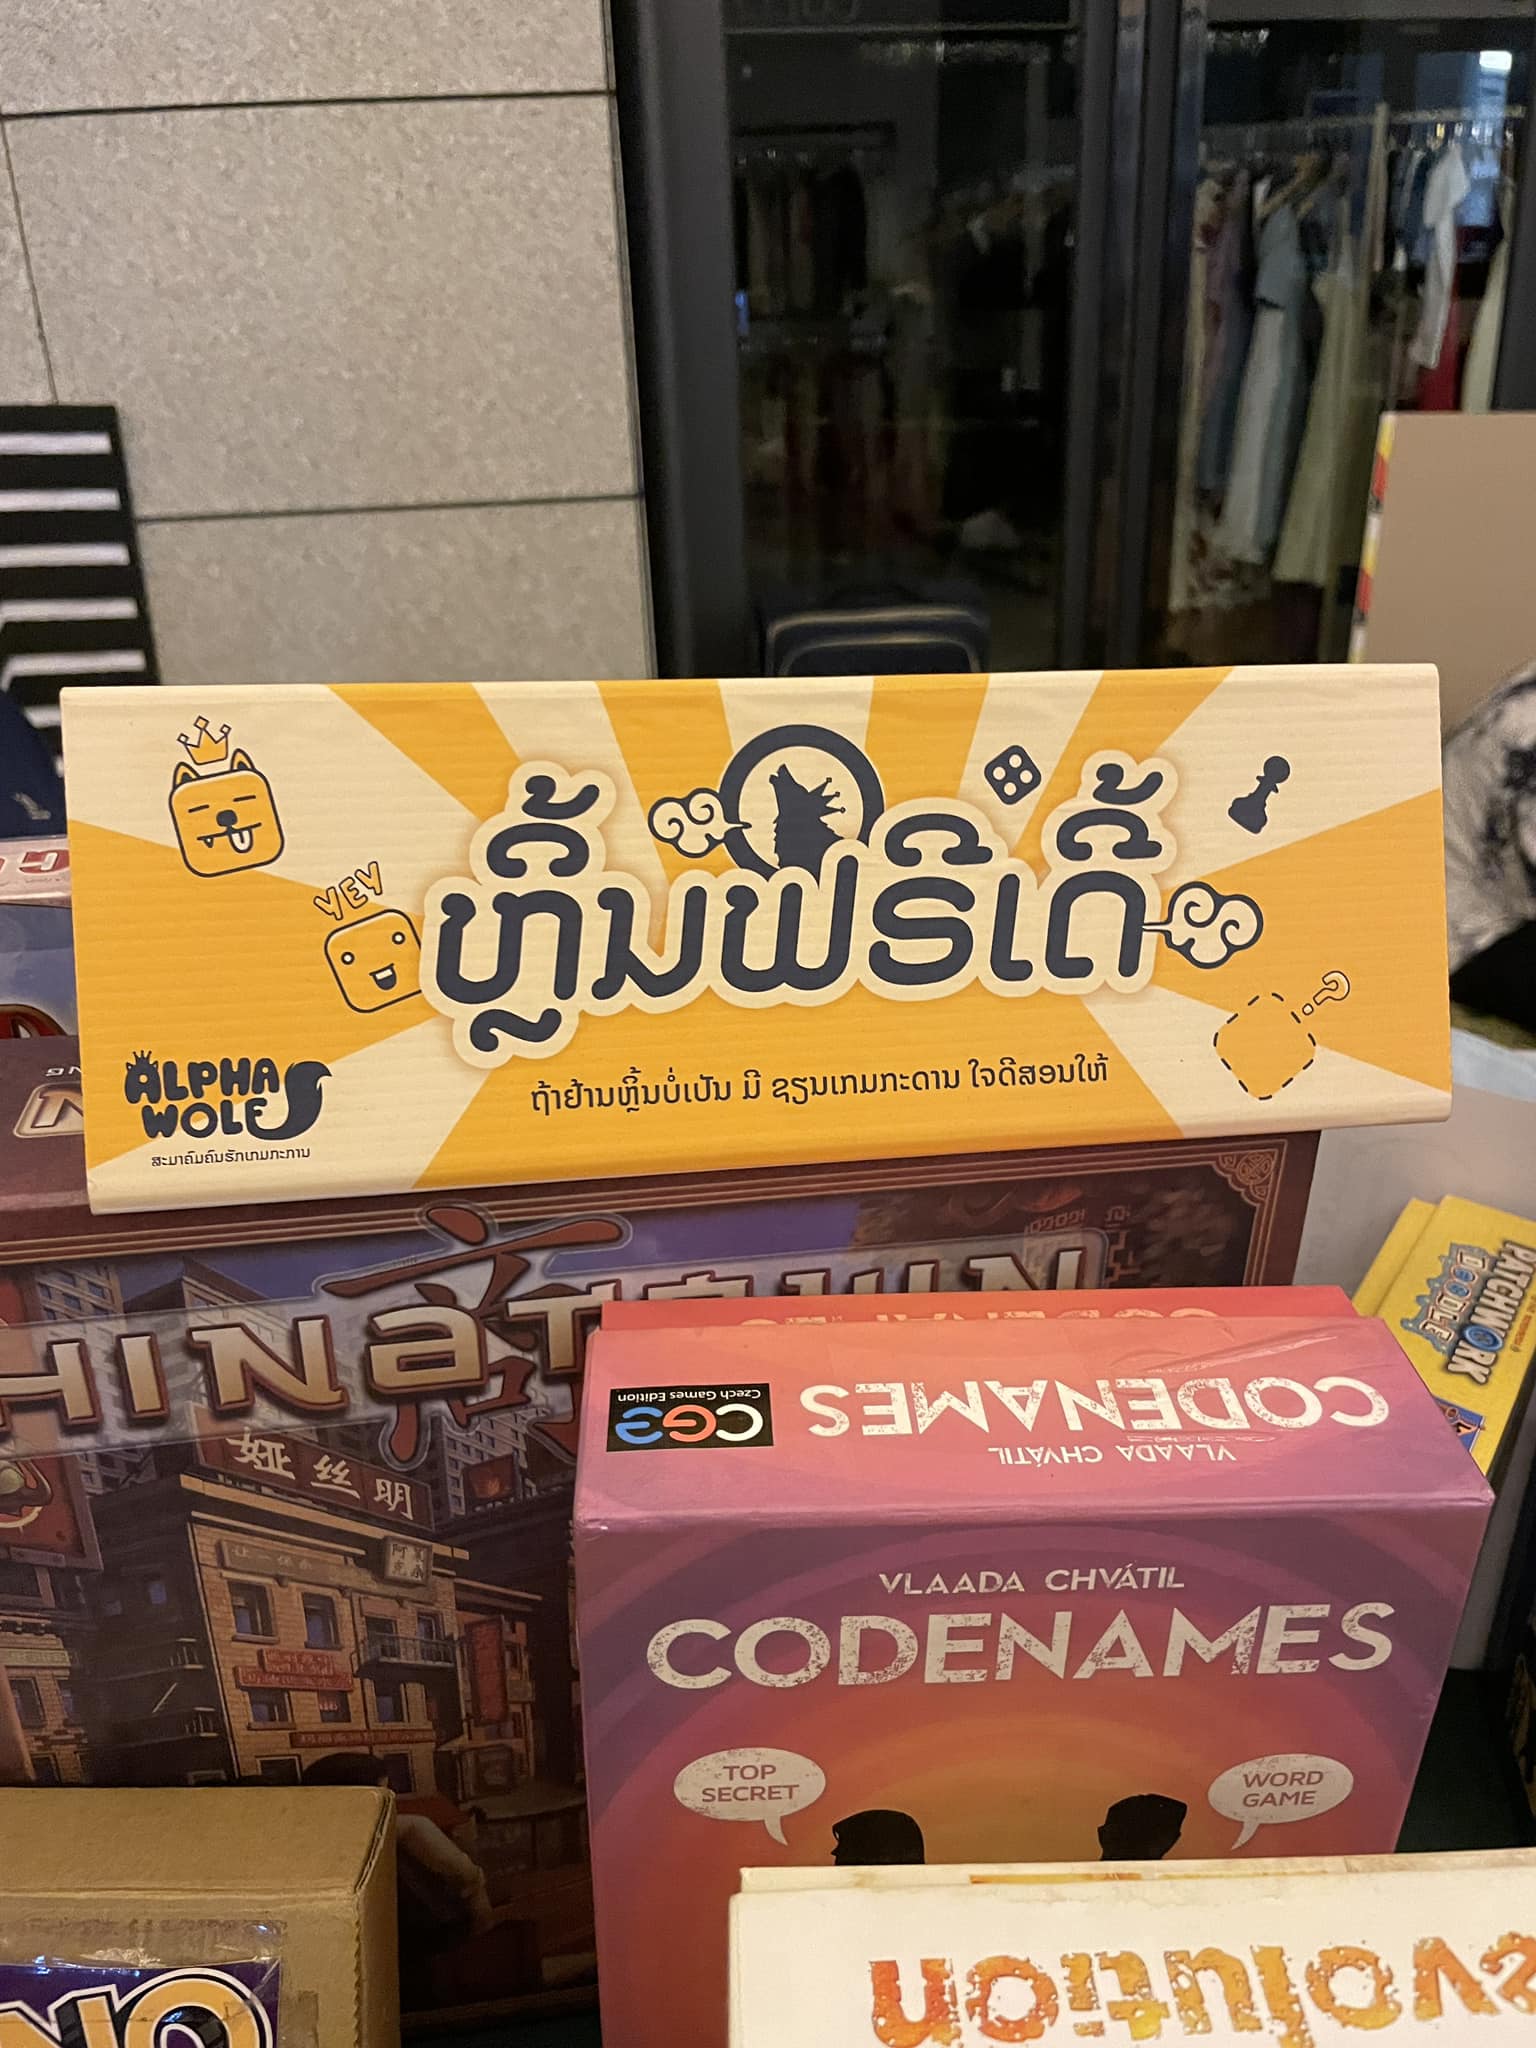 YEY
ຫຼິ້ນຟຣີເດີ້
ຖ້າຢ້ານຫຼິ້ນບໍ່ເປັນ ມີ ຊຽນເກມກະດານ ໃຈດີສອນໃຫ້
ALPHA
WOLF
ສະມາຄົມຄົນຮັກເກມກະດານ
?
PATCHWORK
DOODLE
CODENAMES
VLAADA CHVÁTIL
CGE
Czech Games Edition
VLAADA CHVÁTIL
CODENAMES
TOP
SECRET
WORD
GAME